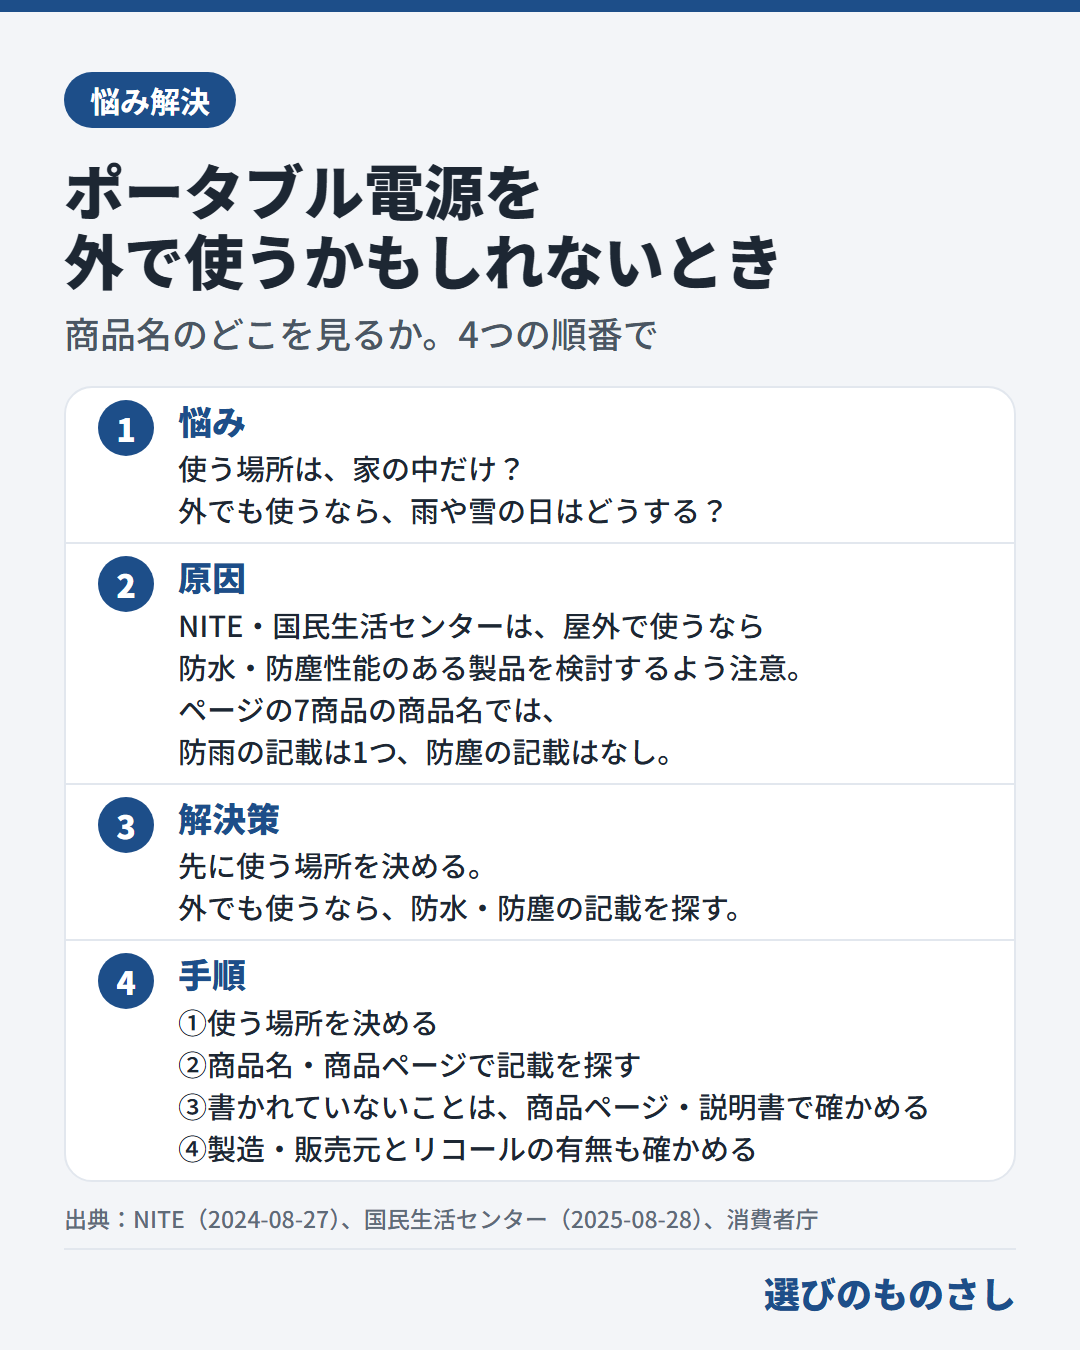 悩み解決
ポータブル電源を
外で使うかもしれないとき
商品名のどこを見るか。4つの順番で
1 悩み
使う場所は、家の中だけ？
外でも使うなら、雨や雪の日はどうする？
2 原因
NITE・国民生活センターは、屋外で使うなら
防水・防塵性能のある製品を検討するよう注意。
ページの7商品の商品名では、
防雨の記載は1つ、防塵の記載はなし。
3 解決策
先に使う場所を決める。
外でも使うなら、防水・防塵の記載を探す。
4 手順
①使う場所を決める
②商品名・商品ページで記載を探す
③書かれていないことは、商品ページ・説明書で確かめる
④製造・販売元とリコールの有無も確かめる
出典：NITE（2024-08-27）、国民生活センター（2025-08-28）、消費者庁
選びのものさし